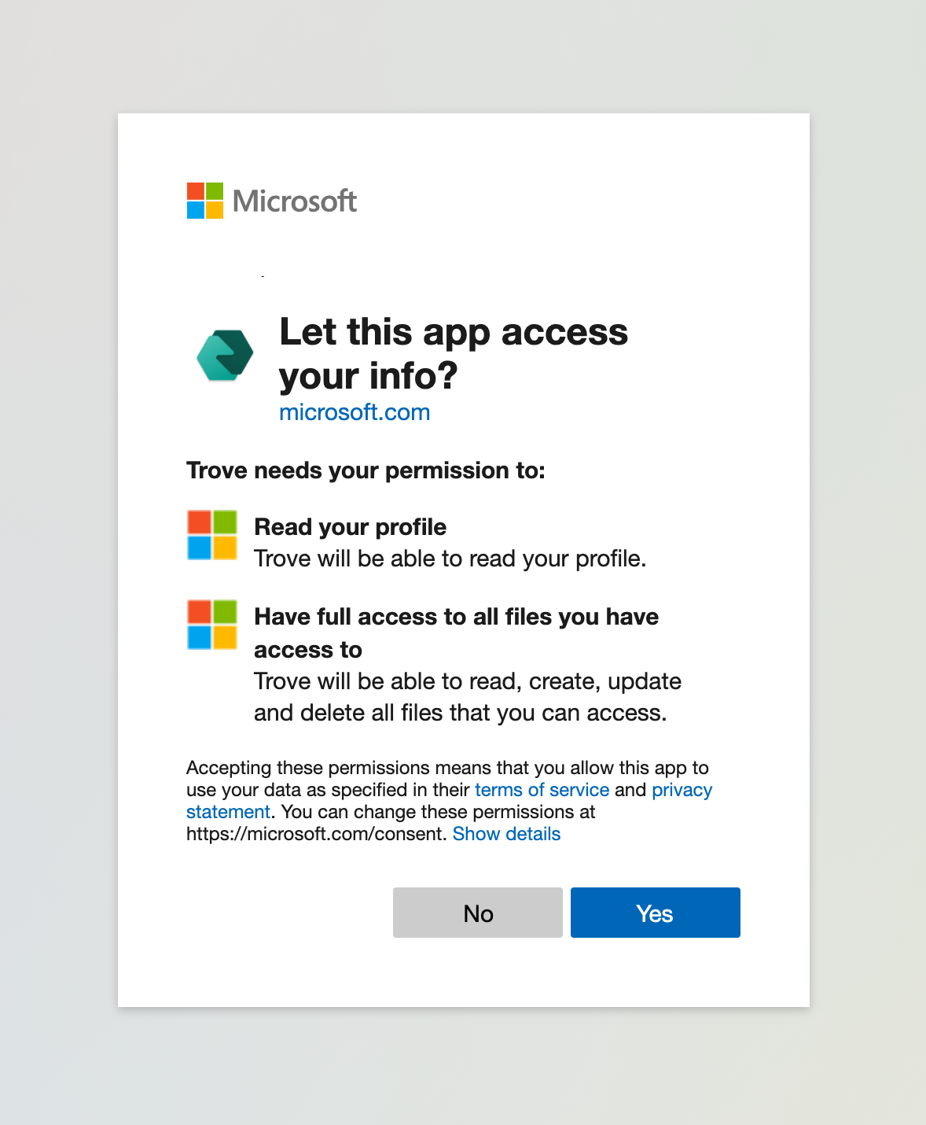 Microsoft
Let this app access
your info?
microsoft.com
Trove needs your permission to:
Read your profile
Trove will be able to read your profile.
Have full access to all files you have
access to
Trove will be able to read, create, update
and delete all files that you can access.
Accepting these permissions means that you allow this app to
use your data as specified in their terms of service and privacy
statement. You can change these permissions at
https://microsoft.com/consent. Show details
No
Yes